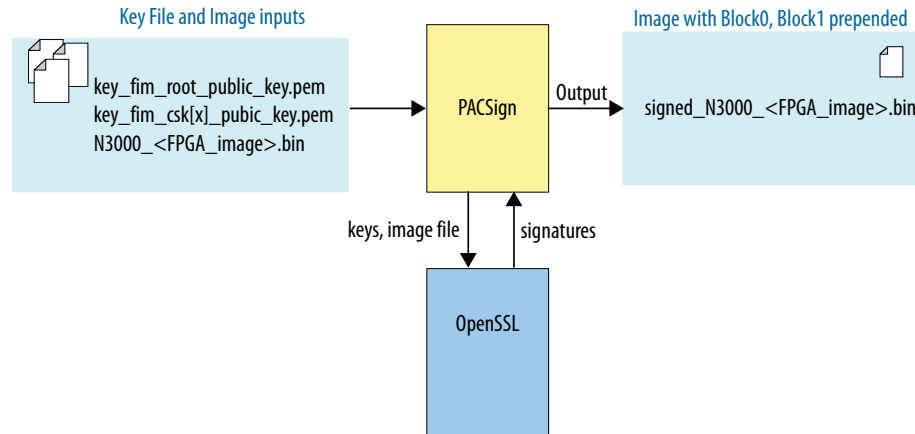 Key File and Image inputs
key_fim_root_public_key.pem
key_fim_csk[x]_pubic_key.pem
N3000_<FPGA_image>.bin
PACSign
Output
Image with Block0, Block1 prepended
signed_N3000_<FPGA_image>.bin
keys, image file
signatures
OpenSSL